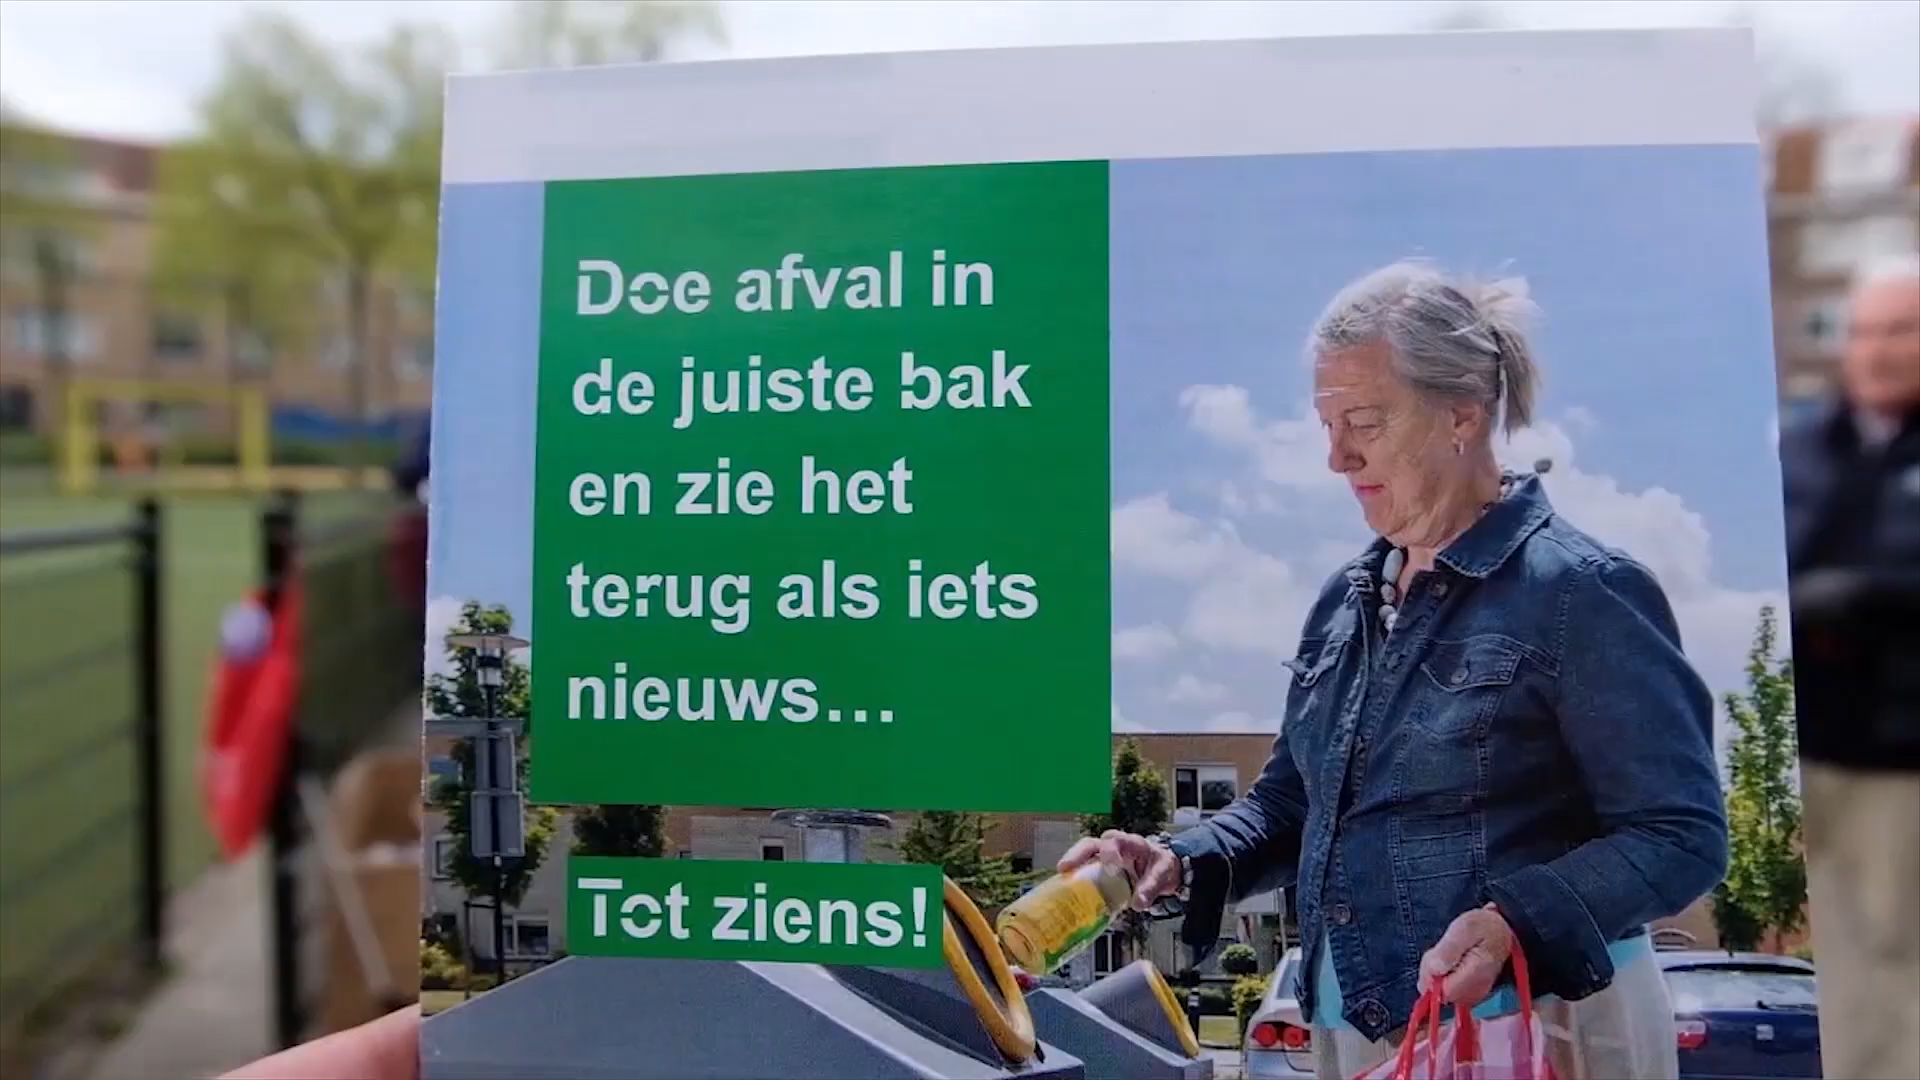 Doe afval in
de juiste bak
en zie het
terug als iets
nieuws...
Tot ziens!